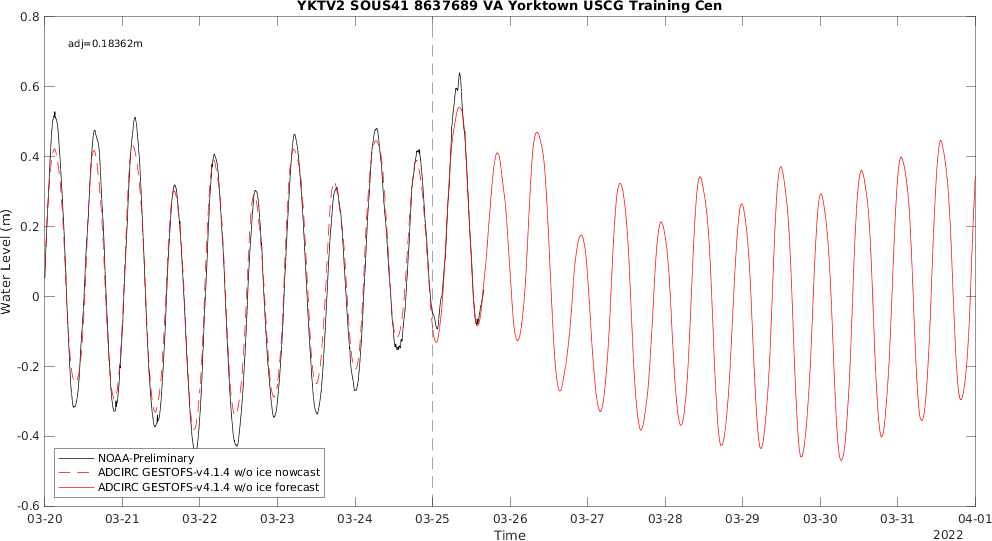 YKTV2 SOUS41 8637689 VA Yorktown USCG Training Cen
0.8
adj=0.18362m
0.6
0.4
0.2
0
-0.2
-0.4
-0.6
Water Level (m)
NOAA-Preliminary
ADCIRC GESTOFS-v4.1.4 w/o ice nowcast
ADCIRC GESTOFS-v4.1.4 w/o ice forecast
03-20 03-21 03-22 03-23 03-24 03-25 03-26 03-27 03-28 03-29 03-30 03-31 04-01
Time
2022